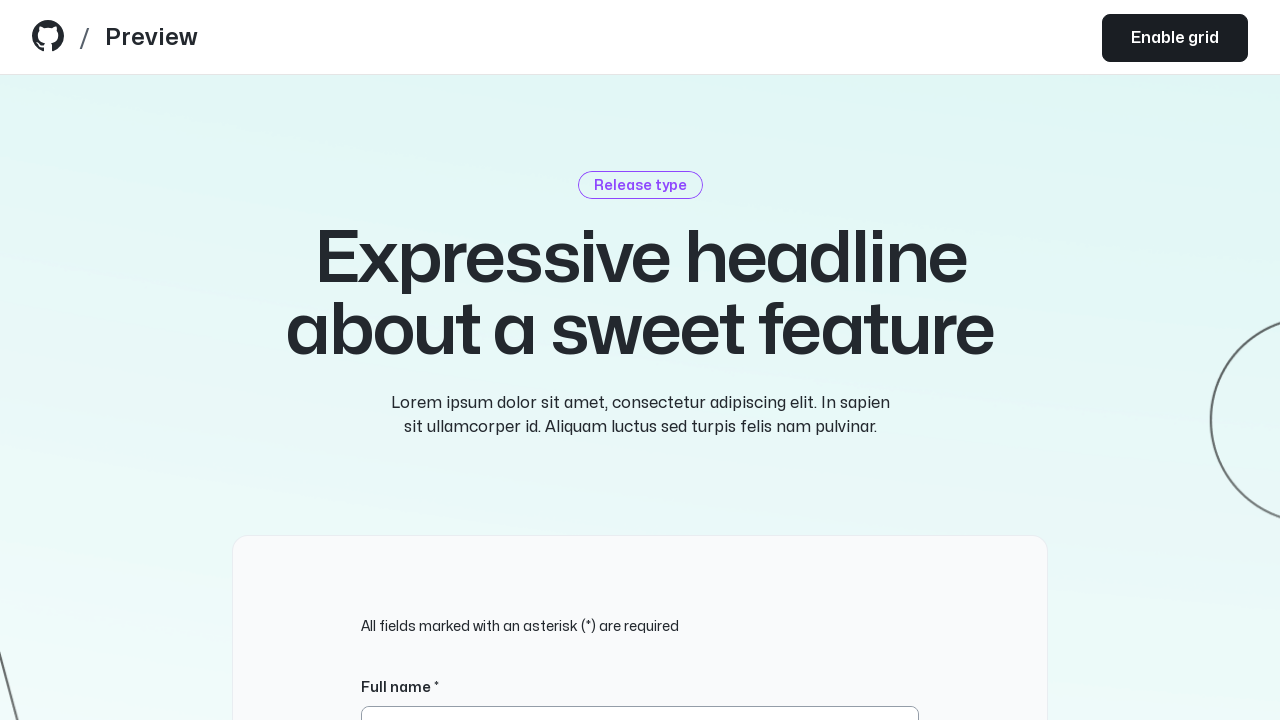 / Preview
Enable grid
Release type
Expressive headline
about a sweet feature
Lorem ipsum dolor sit amet, consectetur adipiscing elit. In sapien
sit ullamcorper id. Aliquam luctus sed turpis felis nam pulvinar.
All fields marked with an asterisk (*) are required
Full name *